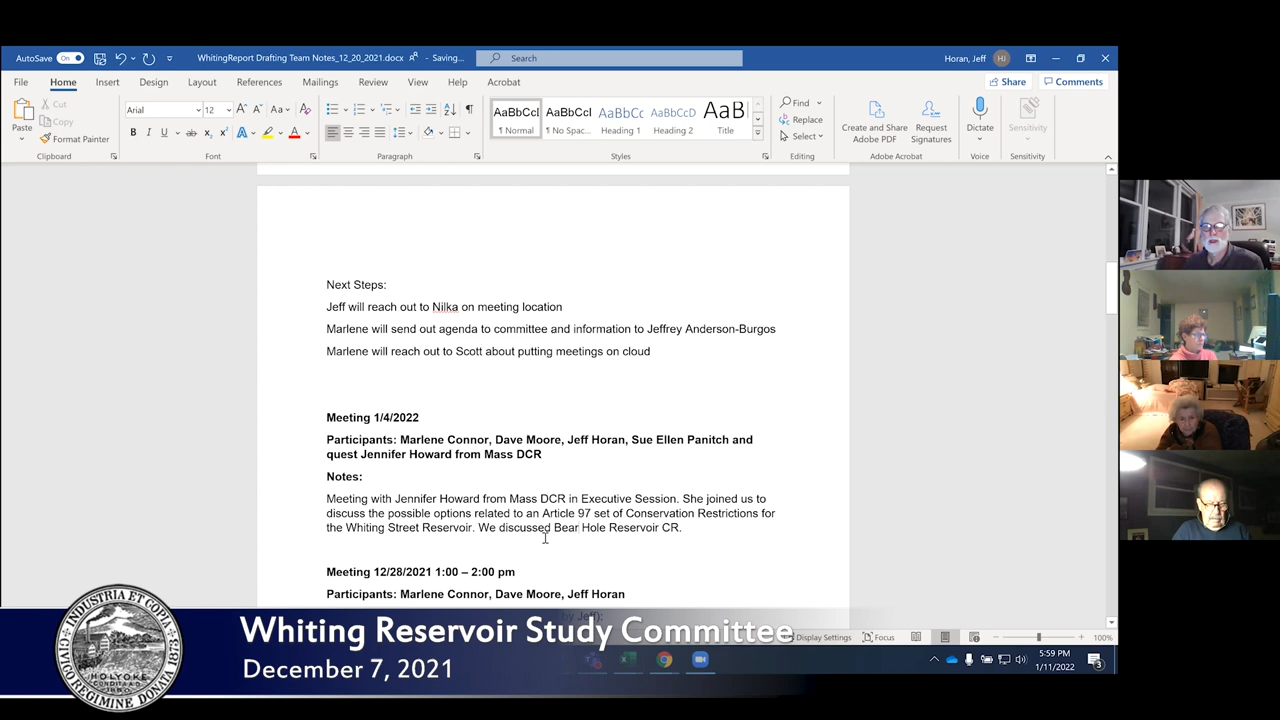 AutoSave On WhitingReport Drafting Team Notes_12_20_2021.docx - Saving... Search Horan, Jeff HJ
File Home Insert Design Layout References Mailings Review View Help Acrobat Share Comments
Paste Cut Copy Format Painter
Arial 12
AaBbCcI AaBbCcI AaBbCc AaBbCcD AaB
¶ Normal ¶ No Spac... Heading 1 Heading 2 Title
Find Replace Select
Create and Share Adobe PDF Request Signatures Dictate Sensitivity
Clipboard Font Paragraph Styles Editing Adobe Acrobat Voice Sensitivity
Next Steps:
Jeff will reach out to Nilka on meeting location
Marlene will send out agenda to committee and information to Jeffrey Anderson-Burgos
Marlene will reach out to Scott about putting meetings on cloud
Meeting 1/4/2022
Participants: Marlene Connor, Dave Moore, Jeff Horan, Sue Ellen Panitch and
quest Jennifer Howard from Mass DCR
Notes:
Meeting with Jennifer Howard from Mass DCR in Executive Session. She joined us to
discuss the possible options related to an Article 97 set of Conservation Restrictions for
the Whiting Street Reservoir. We discussed Bear Hole Reservoir CR.
Meeting 12/28/2021 1:00 – 2:00 pm
Participants: Marlene Connor, Dave Moore, Jeff Horan
by Jeff):
Whiting Reservoir Study Committee
December 7, 2021
INDUSTRIA ET COPIA
HOLYOKE
1873
Display Settings Focus 100%
5:59 PM
1/11/2022
3